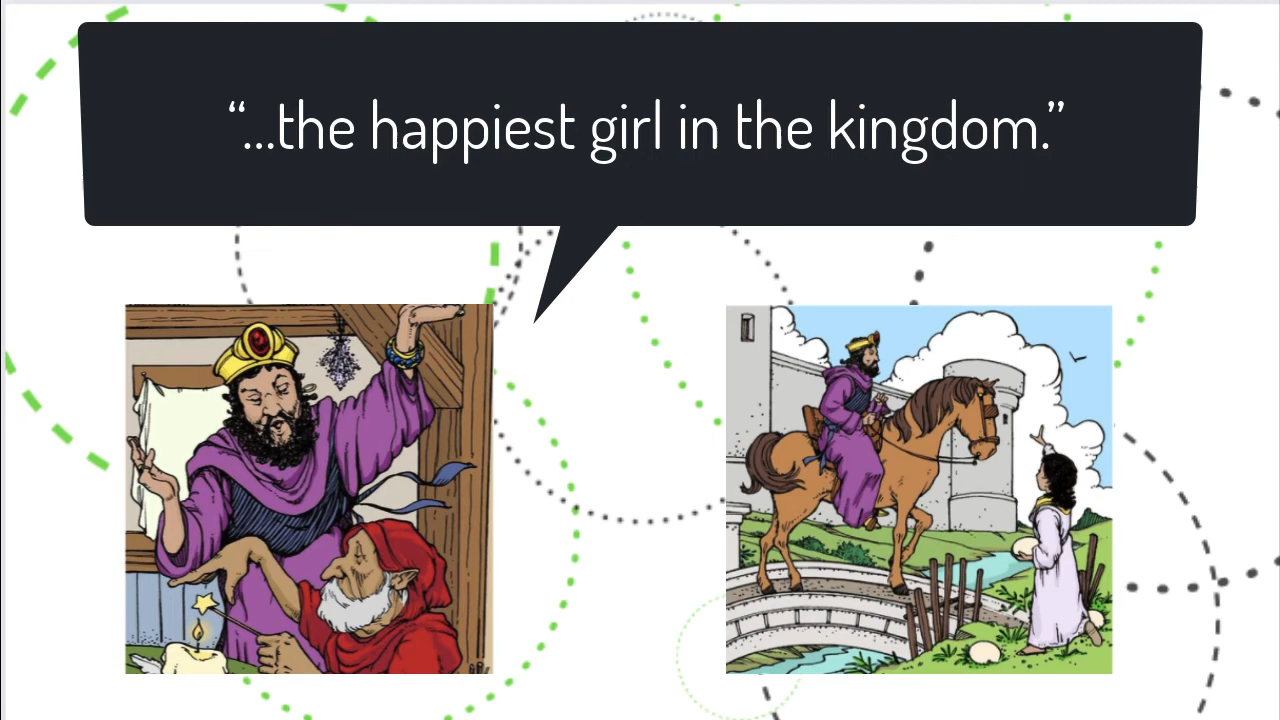 “...the happiest girl in the kingdom.”